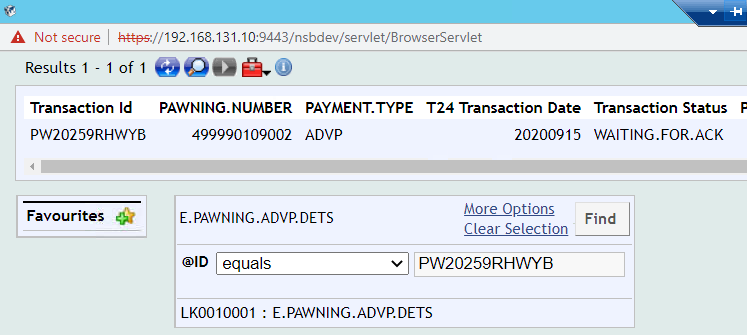 Not secure https://192.168.131.10:9443/nsbdev/servlet/BrowserServlet
Results 1 - 1 of 1
Transaction Id PAWNING.NUMBER PAYMENT.TYPE T24 Transaction Date Transaction Status P
PW20259RHWYB 499990109002 ADVP 20200915 WAITING.FOR.ACK
Favourites
E.PAWNING.ADVP.DETS More Options Find
Clear Selection
@ID equals PW20259RHWYB
LK0010001 : E.PAWNING.ADVP.DETS